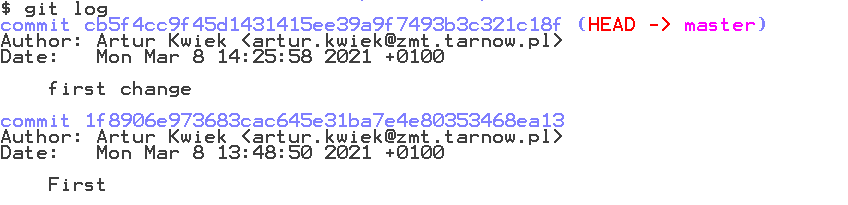 $ git log
commit cb5f4cc9f45d1431415ee39a9f7493b3c321c18f (HEAD -> master)
Author: Artur Kwiek <artur.kwiek@zmt.tarnow.pl>
Date:   Mon Mar 8 14:25:58 2021 +0100
first change
commit 1f8906e973683cac645e31ba7e4e80353468ea13
Author: Artur Kwiek <artur.kwiek@zmt.tarnow.pl>
Date:   Mon Mar 8 13:48:50 2021 +0100
First